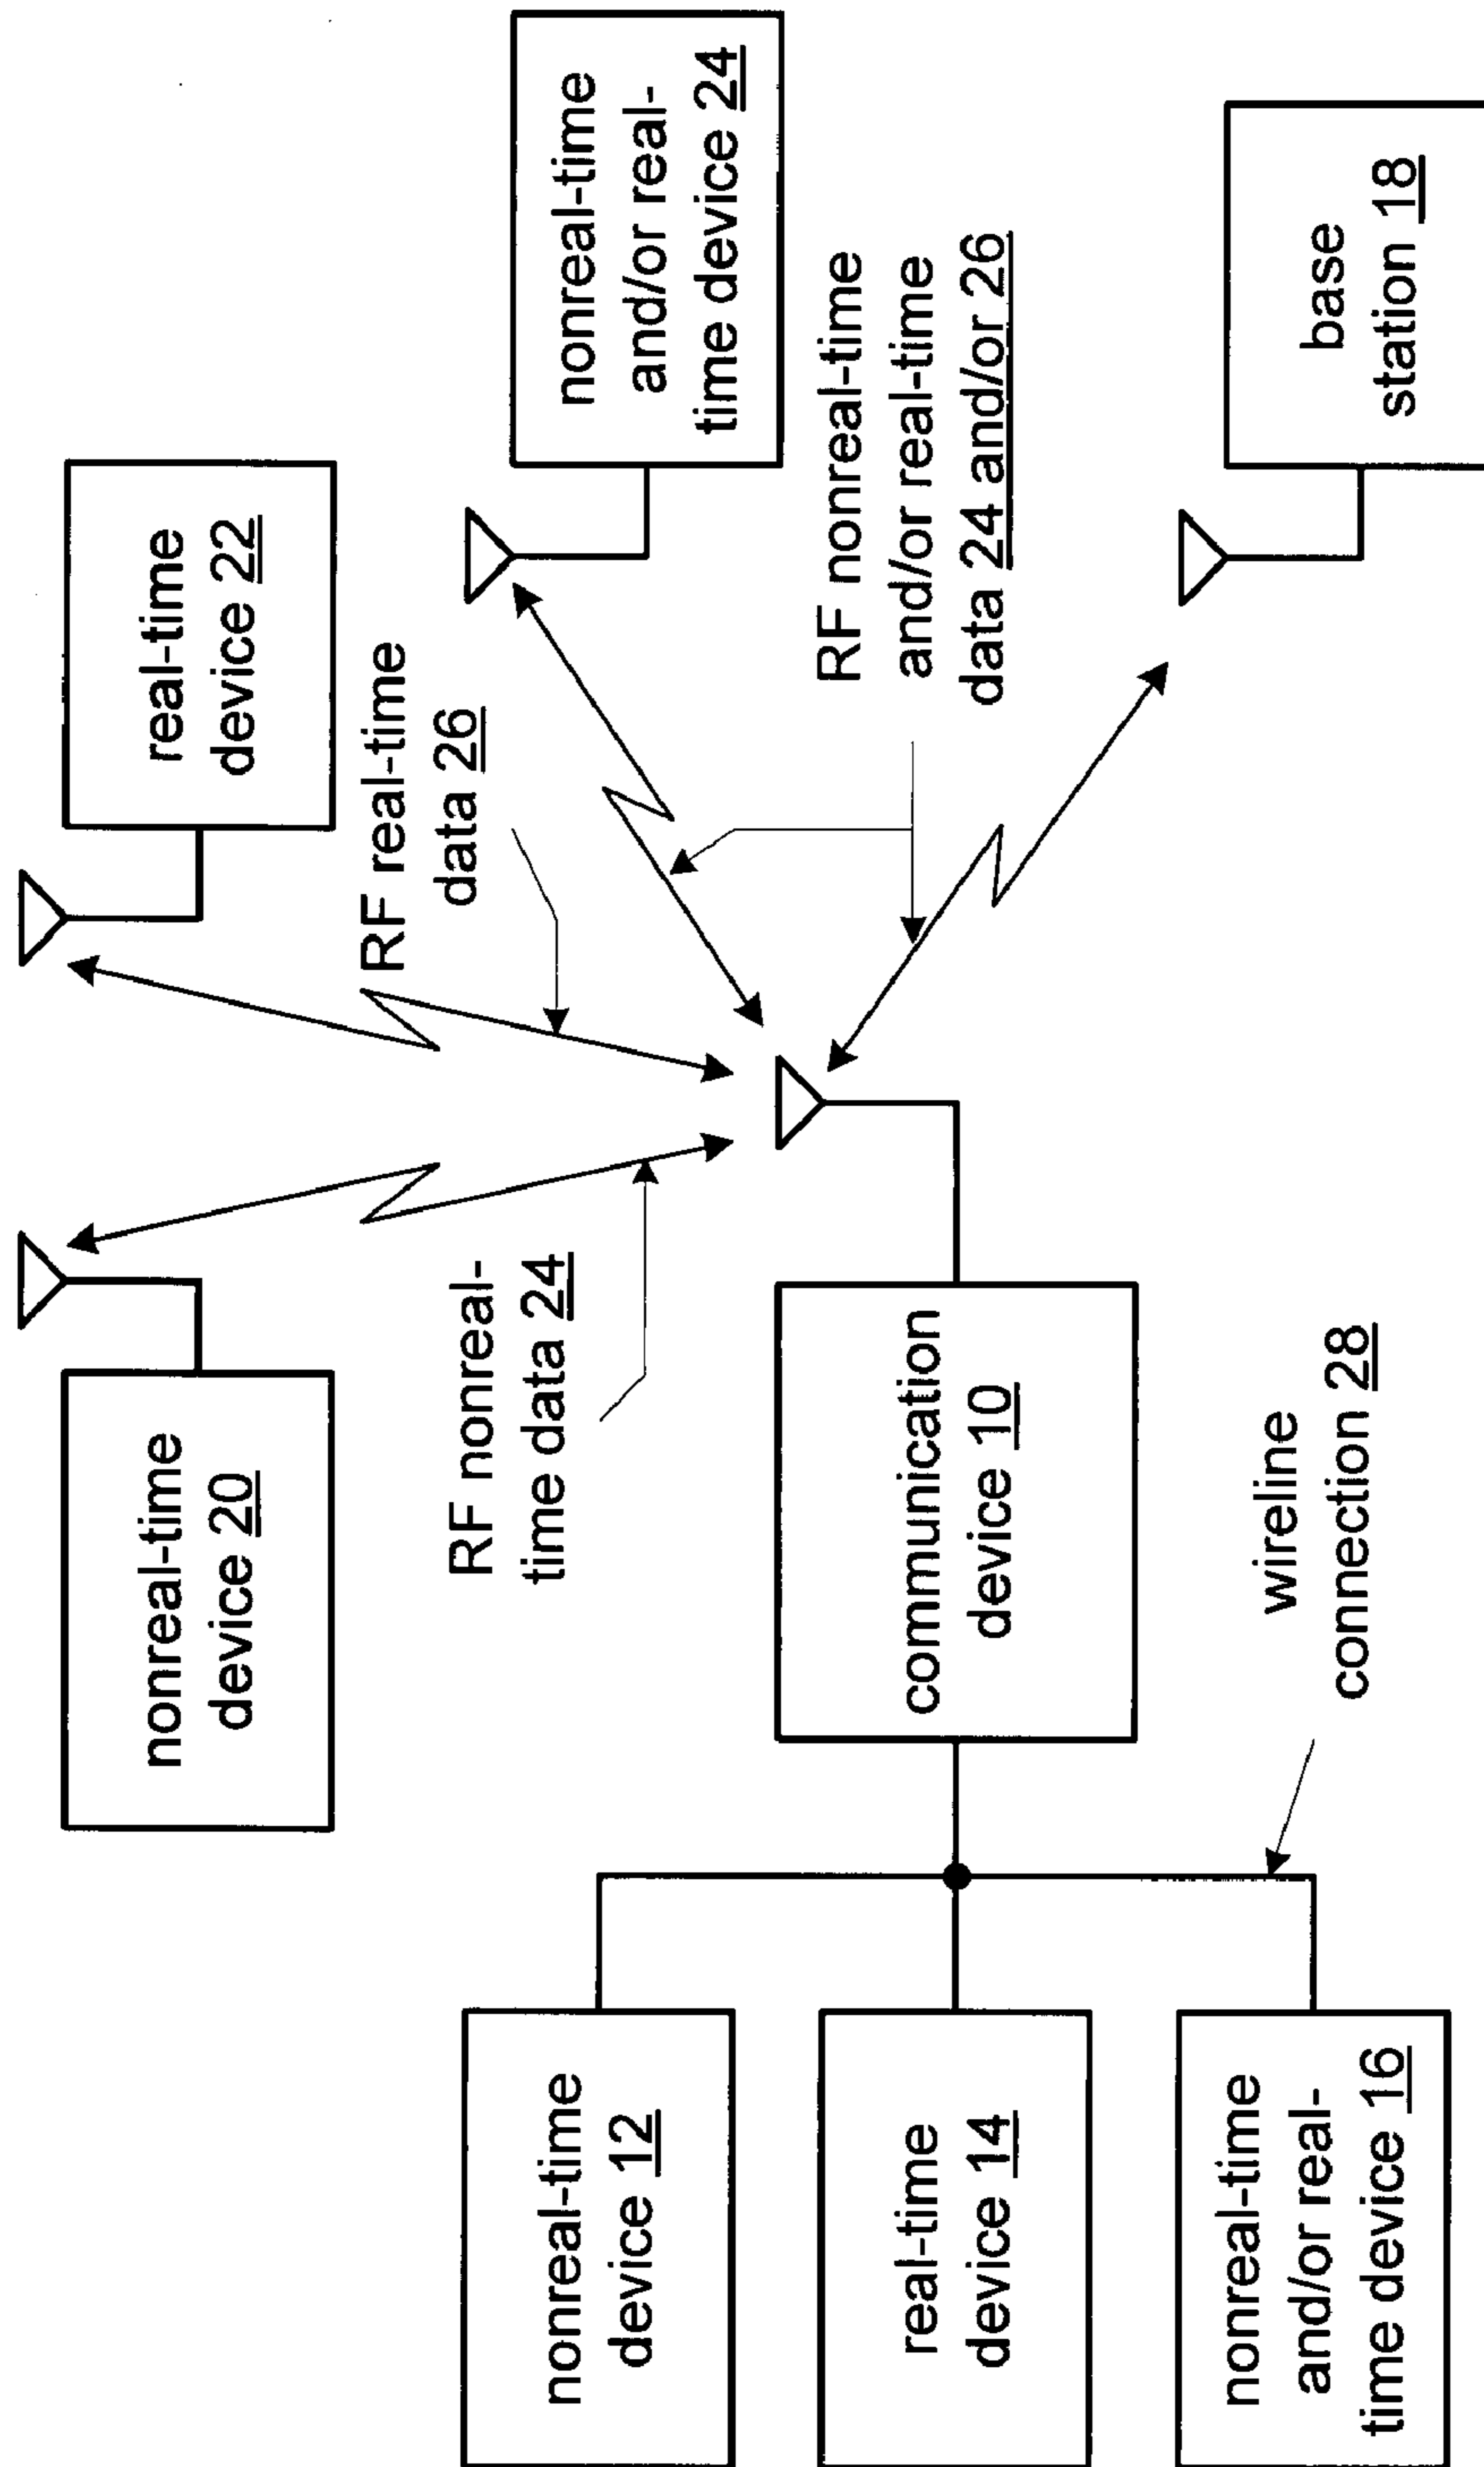 nonreal-time
device 20
real-time
device 22
RF real-time
data 26
RF nonreal-
time data 24
nonreal-time
and/or real-
time device 24
nonreal-time
device 12
communication
device 10
RF nonreal-time
and/or real-time
data 24 and/or 26
real-time
device 14
wireline
connection 28
base
station 18
nonreal-time
and/or real-
time device 16